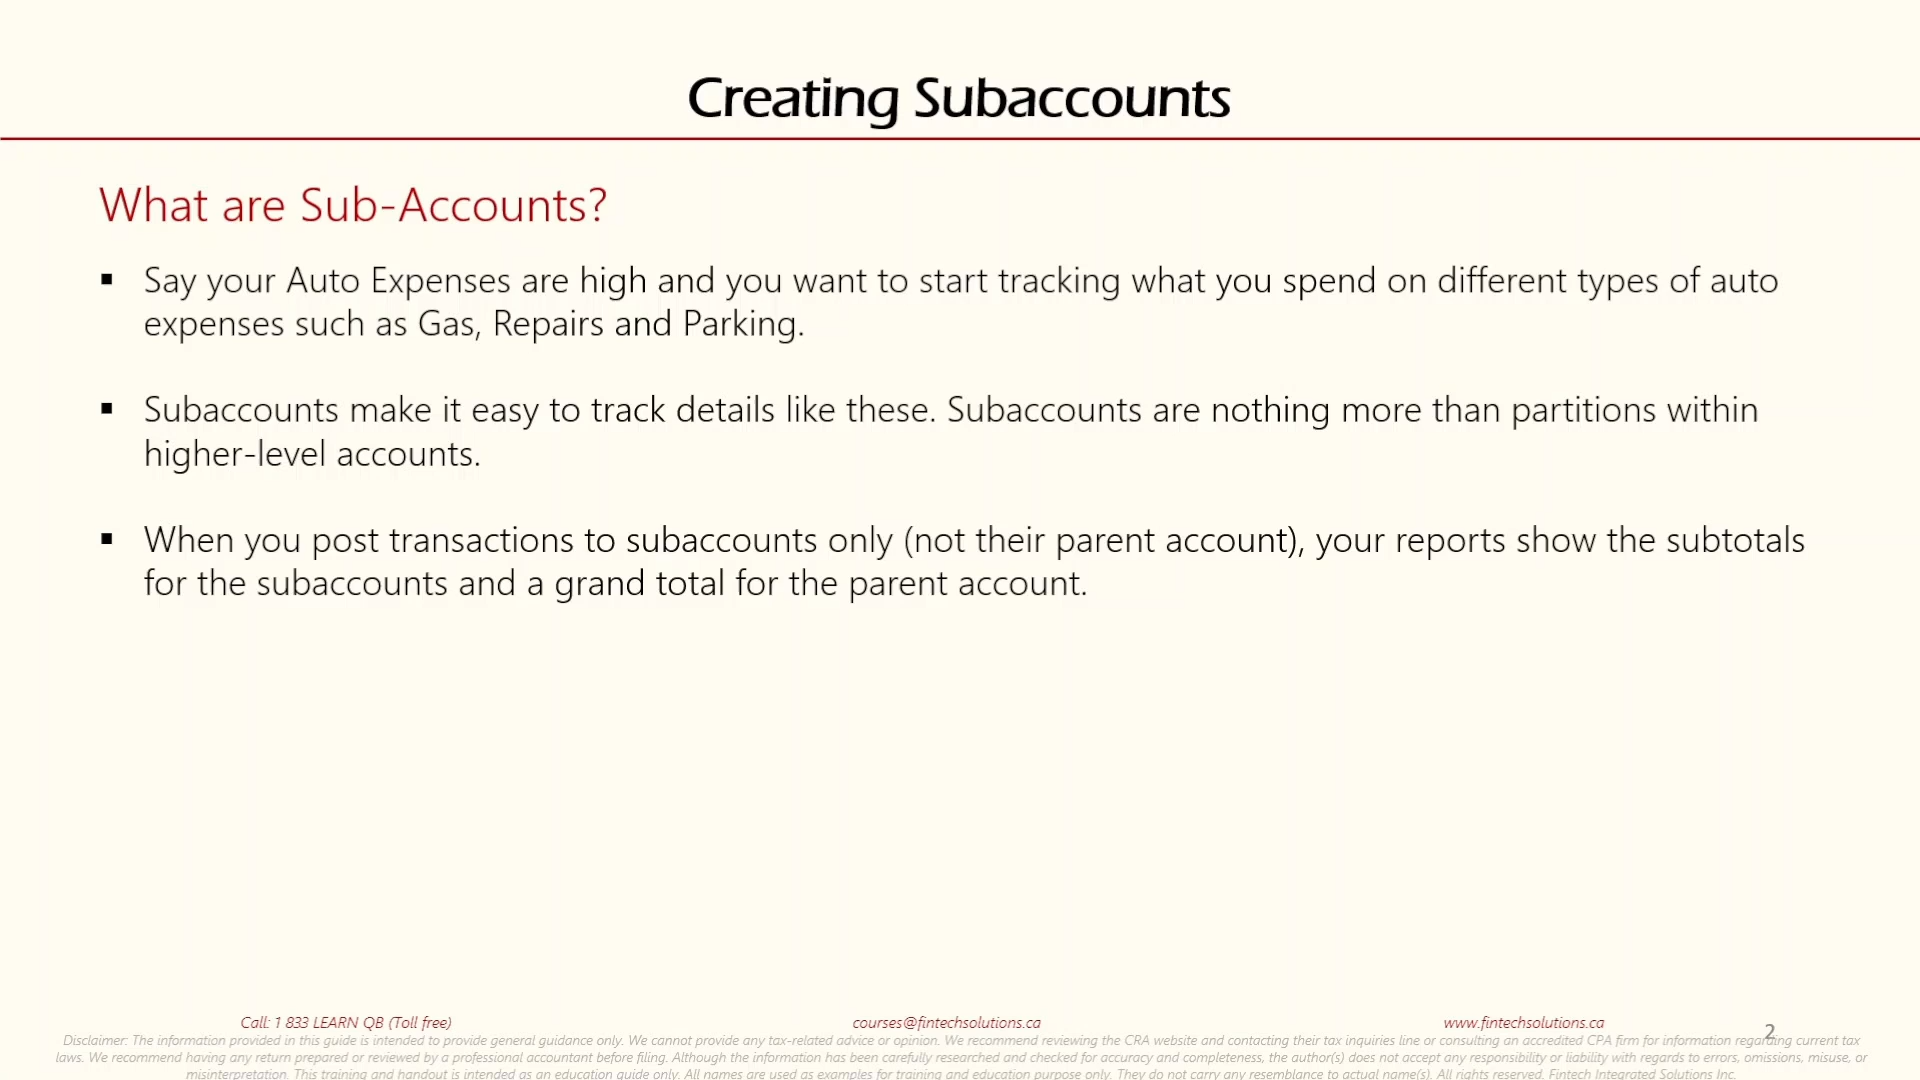 Creating Subaccounts
What are Sub-Accounts?
▪ Say your Auto Expenses are high and you want to start tracking what you spend on different types of auto
expenses such as Gas, Repairs and Parking.
▪ Subaccounts make it easy to track details like these. Subaccounts are nothing more than partitions within
higher-level accounts.
▪ When you post transactions to subaccounts only (not their parent account), your reports show the subtotals
for the subaccounts and a grand total for the parent account.
Call: 1 833 LEARN QB (Toll free)
courses@fintechsolutions.ca
www.fintechsolutions.ca
2
Disclaimer: The information provided in this guide is intended to provide general guidance only. We cannot provide any tax-related advice or opinion. We recommend reviewing the CRA website and contacting their tax inquiries line or consulting an accredited CPA firm for information regarding current tax
laws. We recommend having any return prepared or reviewed by a professional accountant before filing. Although the information has been carefully researched and checked for accuracy and completeness, the author(s) does not accept any responsibility or liability with regards to errors, omissions, misuse, or
misinterpretation. This training and handout is intended as an education guide only. All names are used as examples for training and education purpose only. They do not carry any resemblance to actual name(s). All rights reserved. Fintech Integrated Solutions Inc.